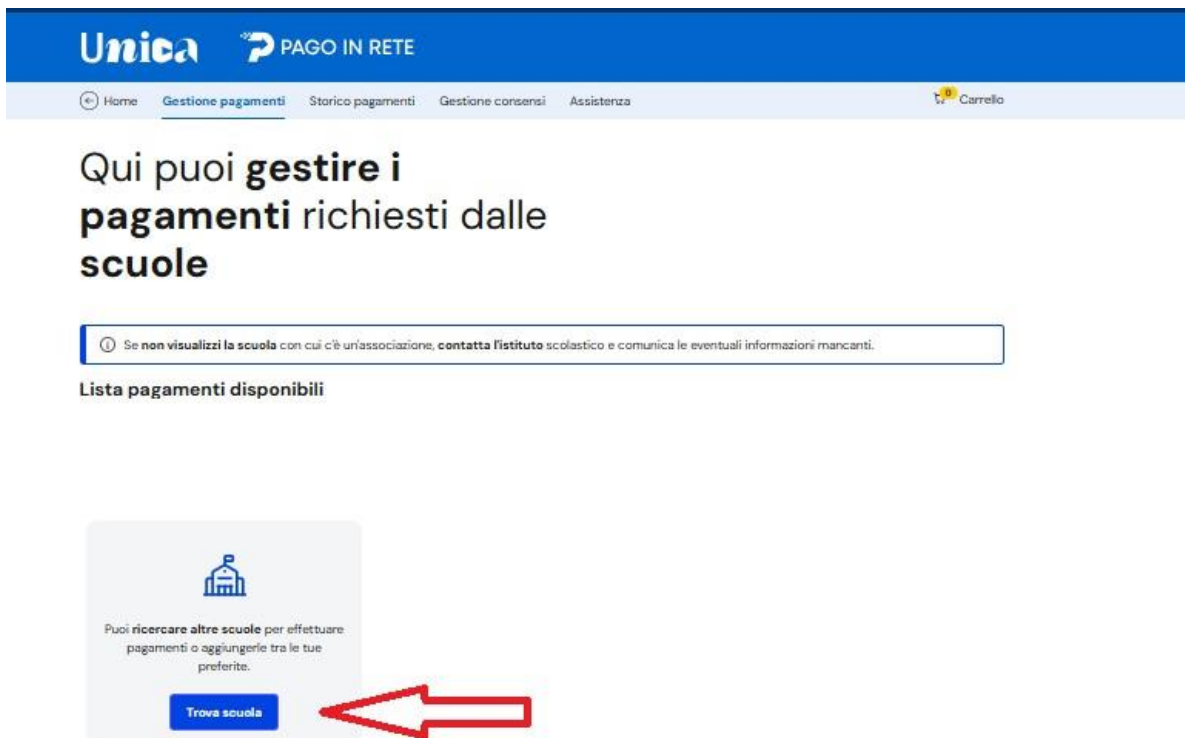 Unica PAGO IN RETE
Home Gestione pagamenti Storico pagamenti Gestione consensi Assistenza 0 Carrello
Qui puoi gestire i
pagamenti richiesti dalle
scuole
Se non visualizzi la scuola con cui c'è un'associazione, contatta l'istituto scolastico e comunica le eventuali informazioni mancanti.
Lista pagamenti disponibili
Puoi ricercare altre scuole per effettuare
pagamenti o aggiungerle tra le tue
preferite.
Trova scuola